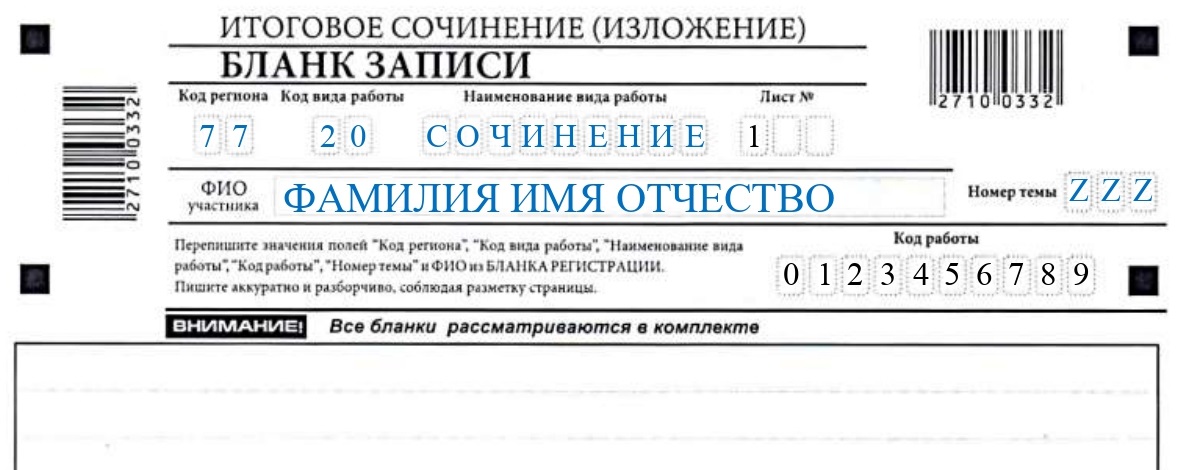 ИТОГОВОЕ СОЧИНЕНИЕ (ИЗЛОЖЕНИЕ)
БЛАНК ЗАПИСИ
Код региона Код вида работы Наименование вида работы Лист №
77 20 СОЧИНЕНИЕ 1
2710 0332
2710 0332
ФИО
участника
ФАМИЛИЯ ИМЯ ОТЧЕСТВО
Номер темы ZZZ
Перепишите значения полей "Код региона", "Код вида работы", "Наименование вида
работы", "Код работы", "Номер темы" и ФИО из БЛАНКА РЕГИСТРАЦИИ.
Пишите аккуратно и разборчиво, соблюдая разметку страницы.
Код работы
0123456789
ВНИМАНИЕ! Все бланки рассматриваются в комплекте